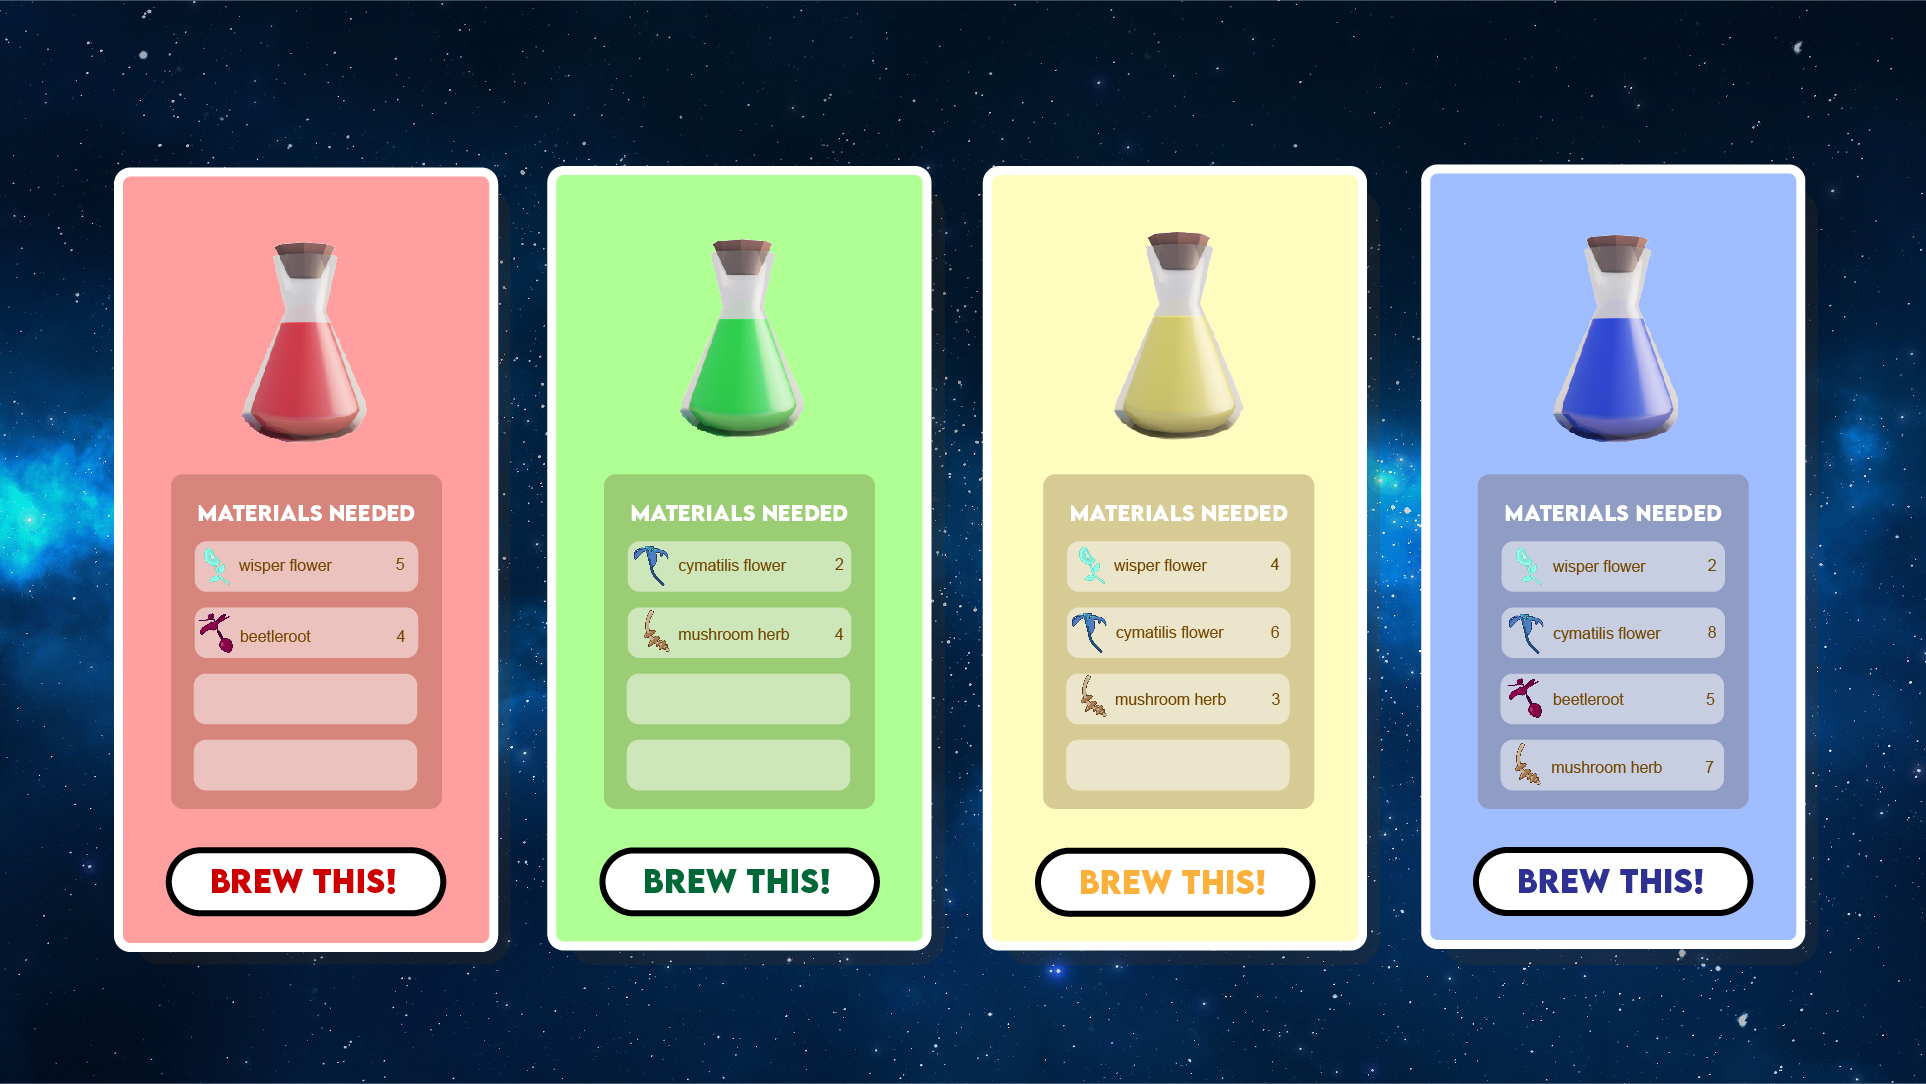 MATERIALS NEEDED
wisper flower 5
beetleroot 4
BREW THIS!
MATERIALS NEEDED
cymatilis flower 2
mushroom herb 4
BREW THIS!
MATERIALS NEEDED
wisper flower 4
cymatilis flower 6
mushroom herb 3
BREW THIS!
MATERIALS NEEDED
wisper flower 2
cymatilis flower 8
beetleroot 5
mushroom herb 7
BREW THIS!